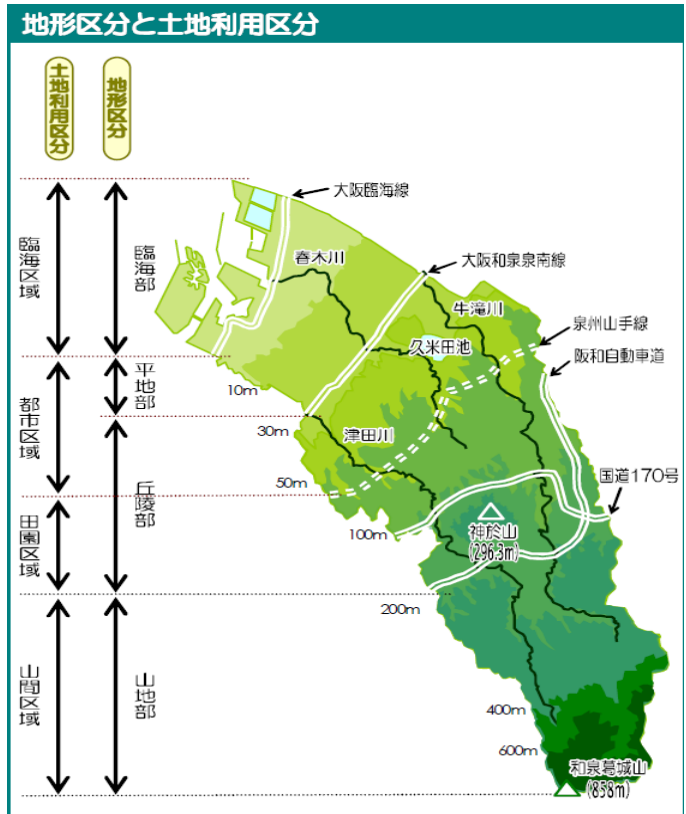 地形区分と土地利用区分
土地利用区分
地形区分
臨海区域
都市区域
田園区域
山間区域
臨海部
平地部
丘陵部
山地部
大阪臨海線
春木川
大阪和泉泉南線
牛滝川
泉州山手線
久米田池
阪和自動車道
10m
30m
津田川
50m
国道170号
100m
神於山
(296.3m)
200m
400m
600m
和泉葛城山
(858m)